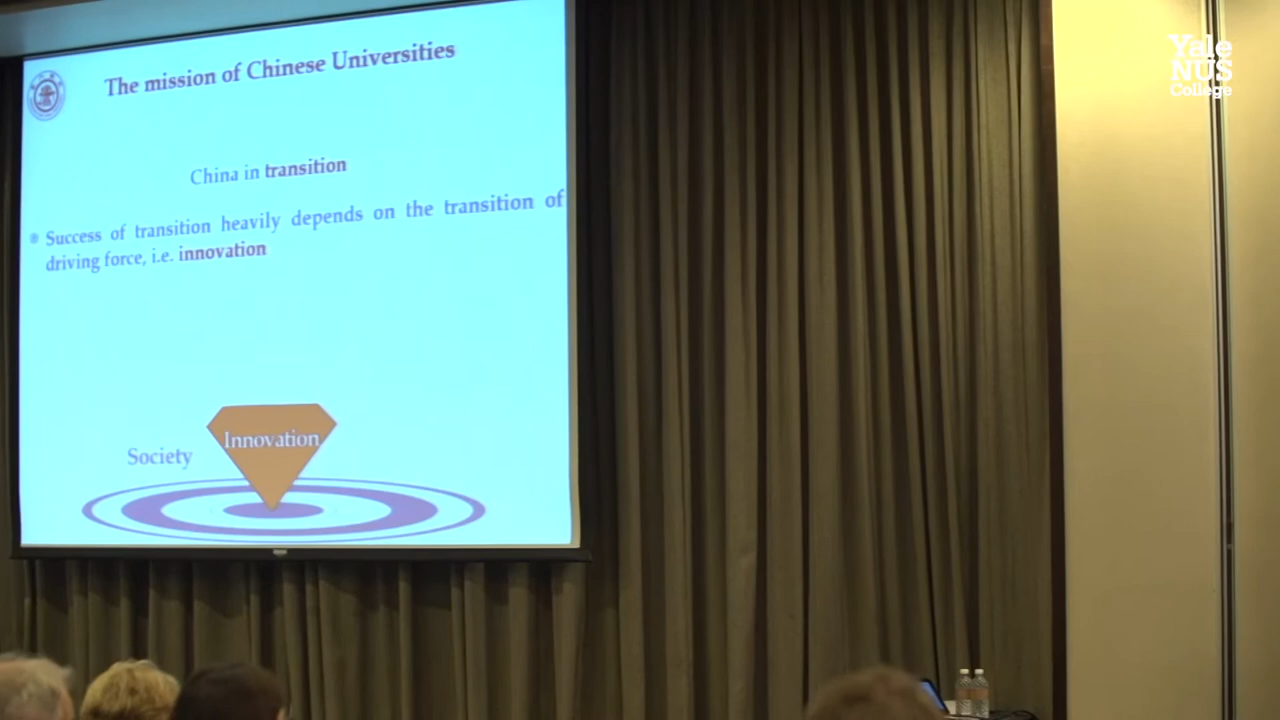 The mission of Chinese Universities
China in transition
Success of transition heavily depends on the transition of
driving force, i.e. innovation
Innovation
Society
Yale
NUS
College